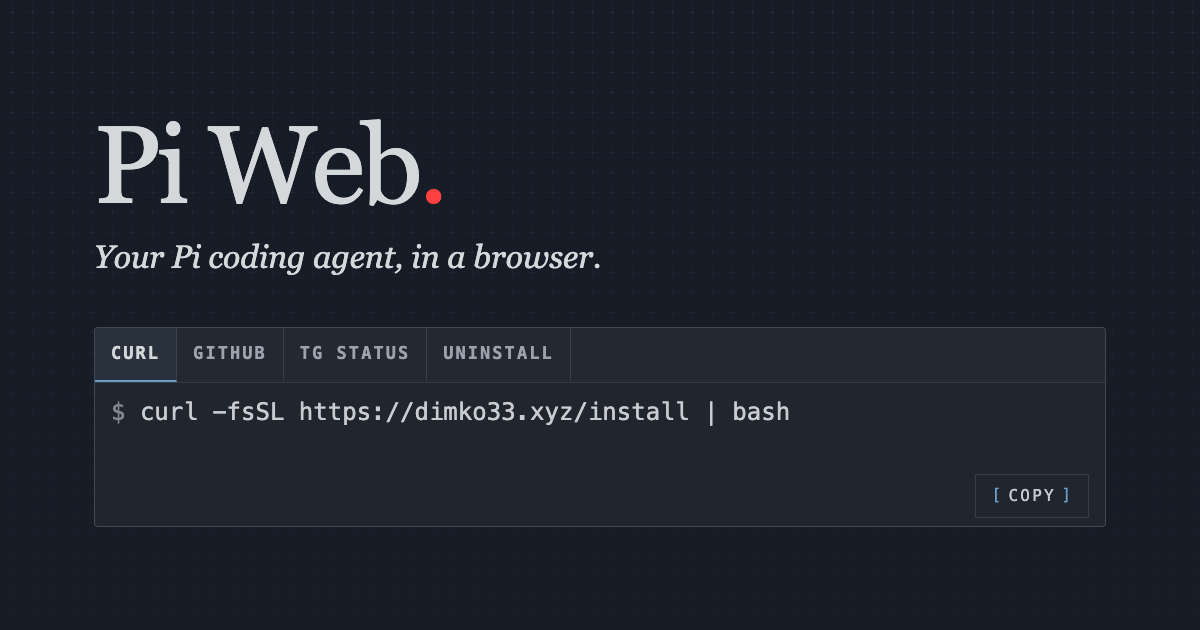 Pi Web.
Your Pi coding agent, in a browser.
CURL GITHUB TG STATUS UNINSTALL
$ curl -fsSL https://dimko33.xyz/install | bash
[ COPY ]